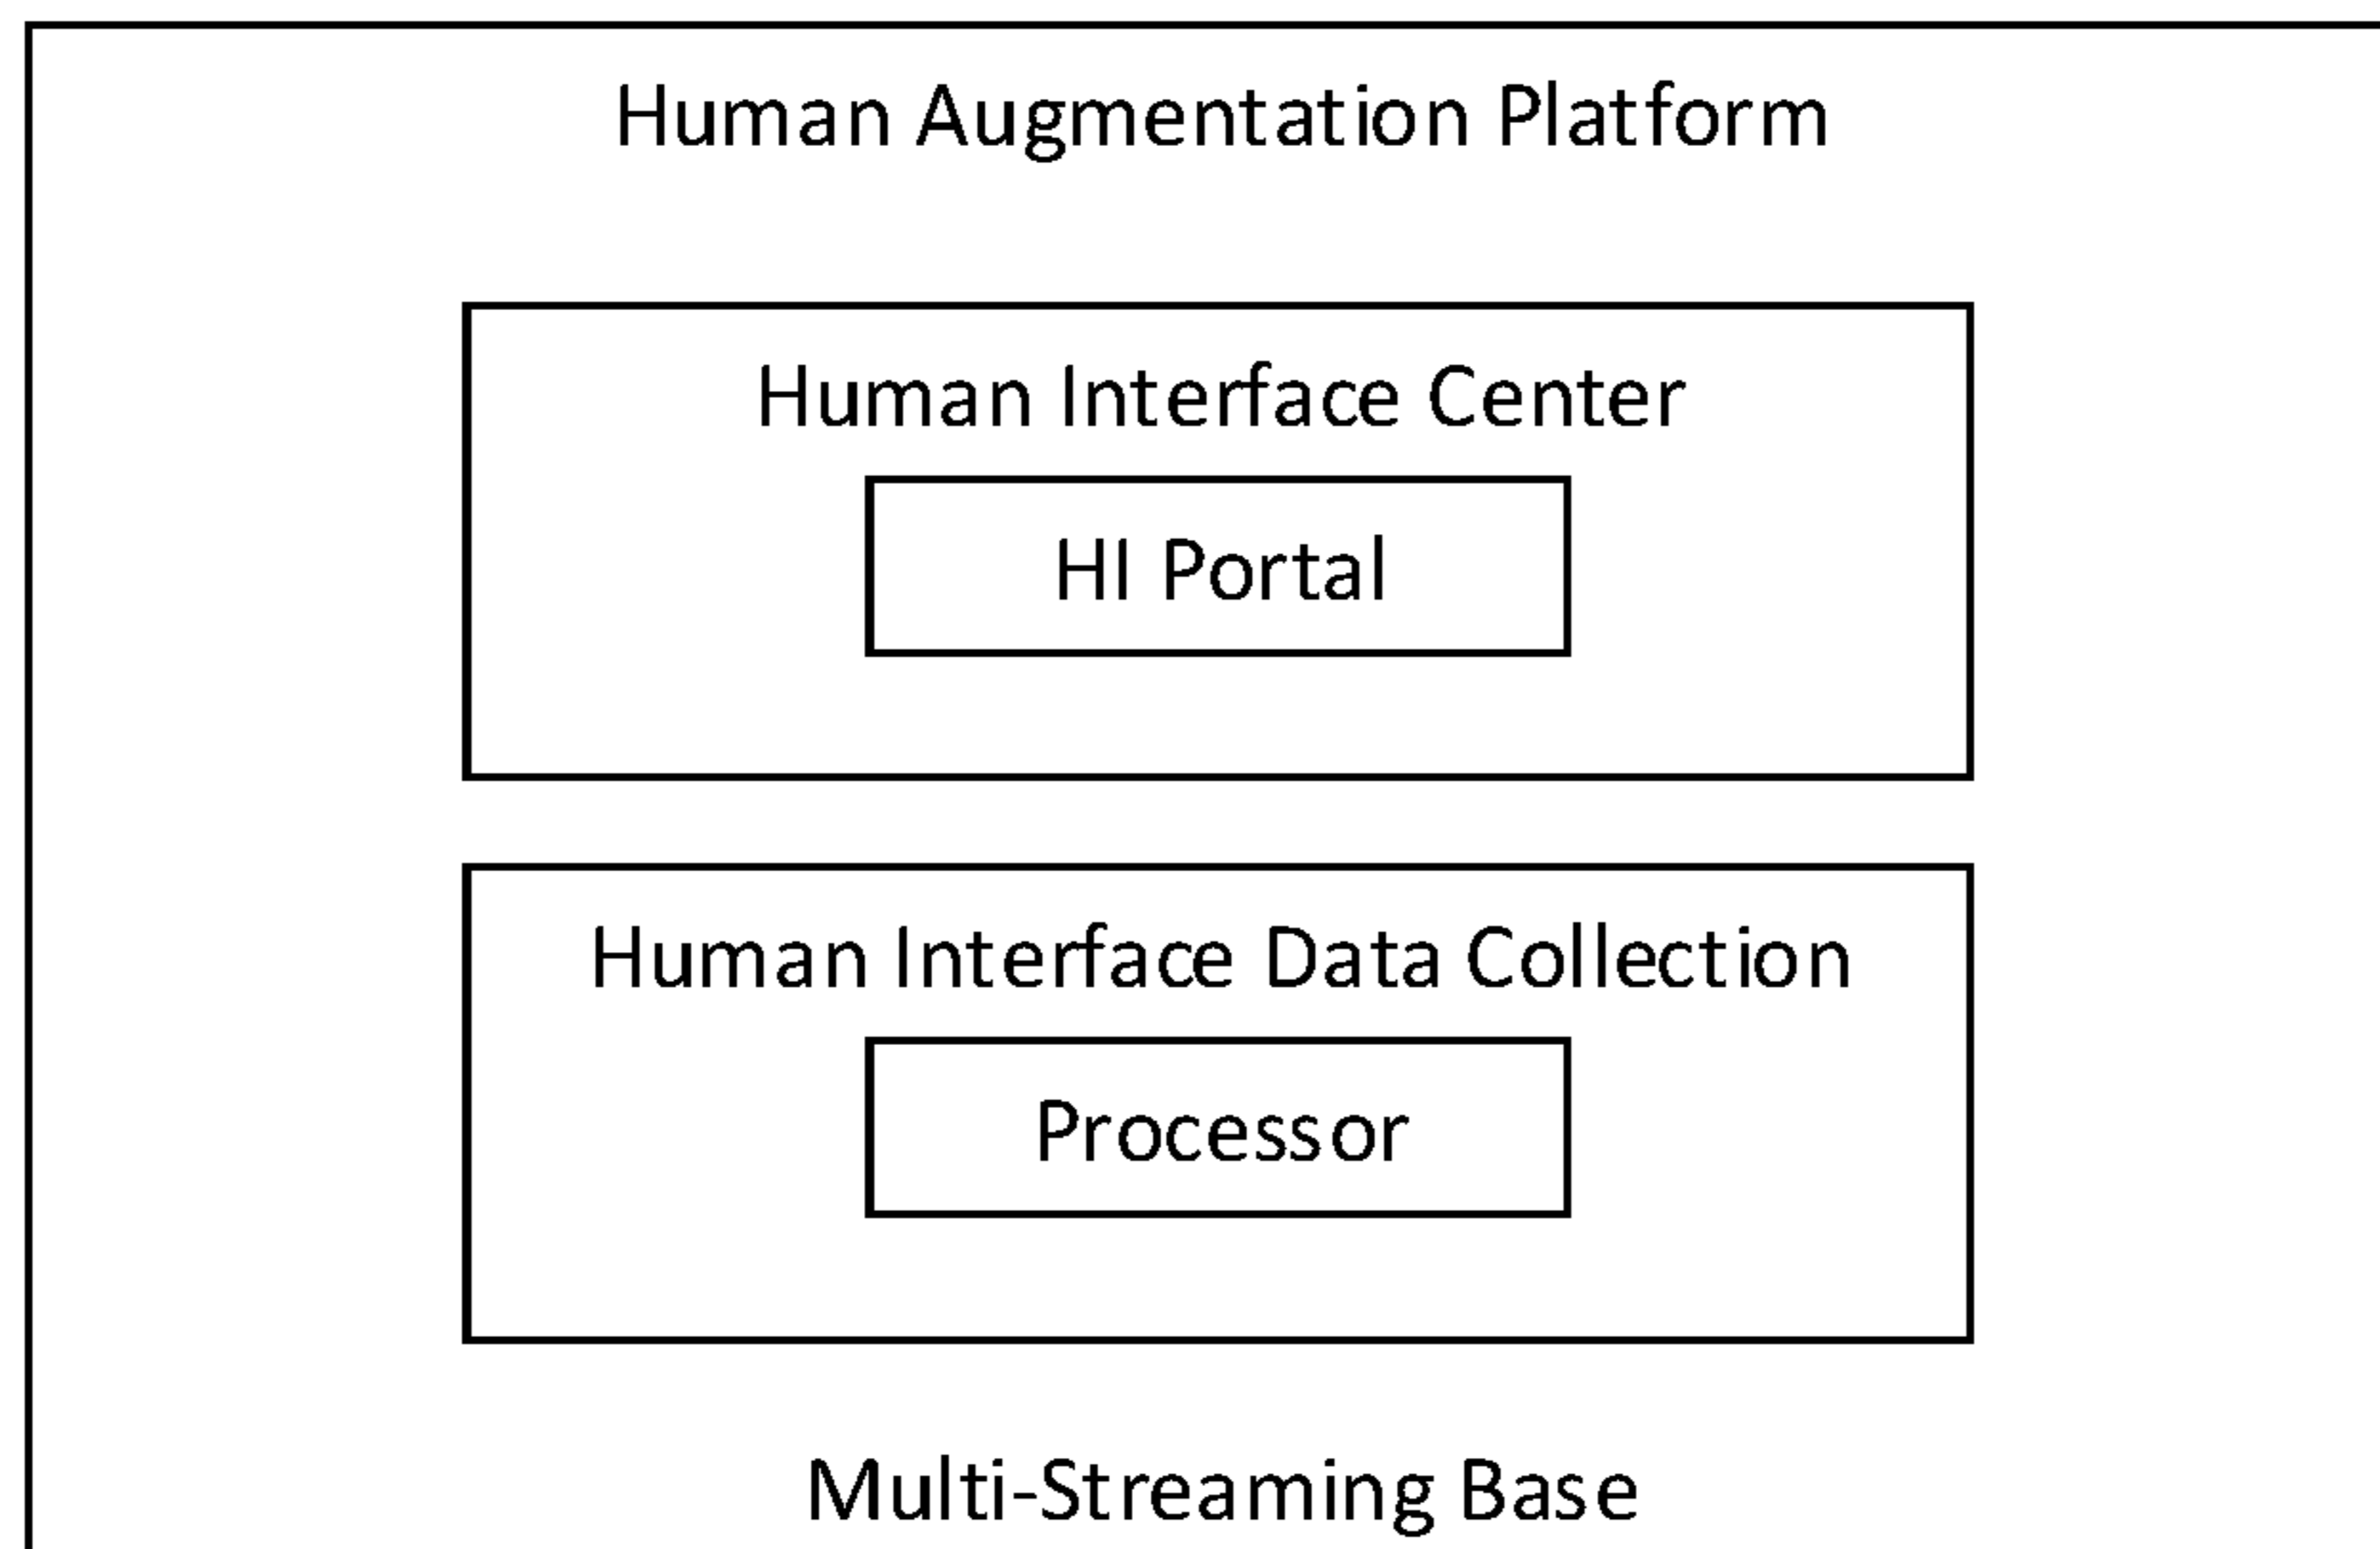 Human Augmentation Platform
Human Interface Center
HI Portal
Human Interface Data Collection
Processor
Multi-Streaming Base